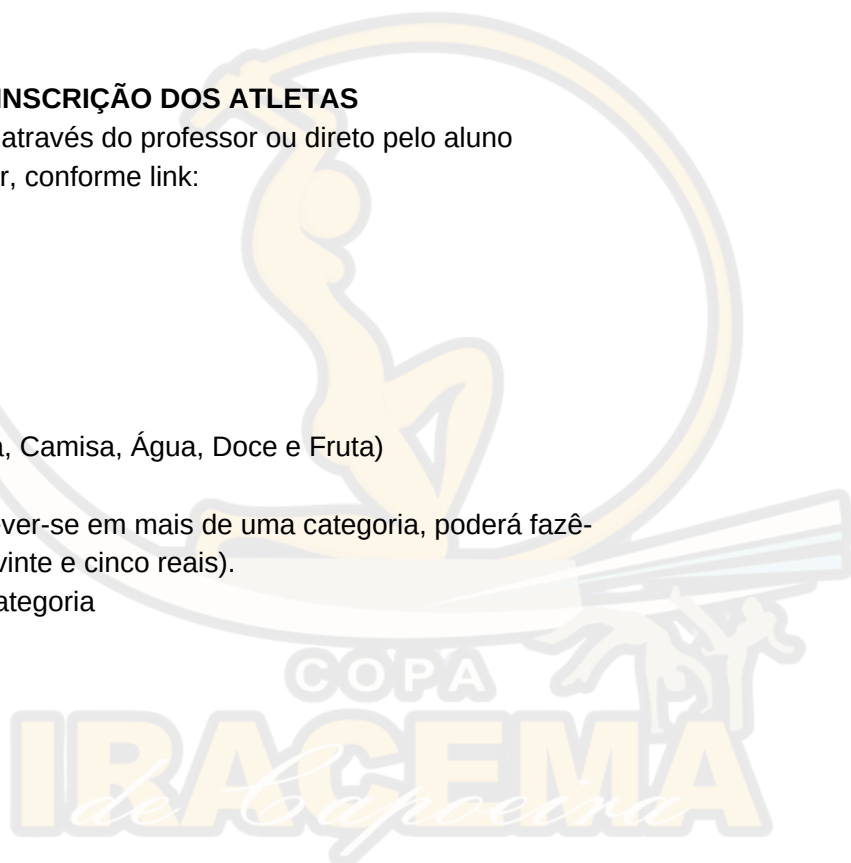 INSCRIÇÃO DOS ATLETAS
através do professor ou direto pelo aluno
r, conforme link:
a, Camisa, Água, Doce e Fruta)
ver-se em mais de uma categoria, poderá fazê-
vinte e cinco reais).
ategoria
COPA
IRACEMA
de Capoeira